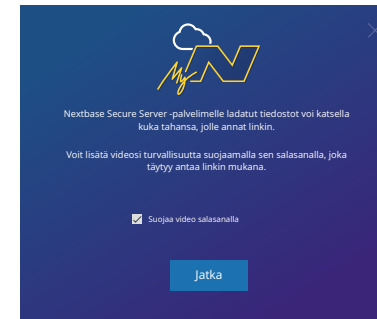 My N
Nextbase Secure Server -palvelimelle ladatut tiedostot voi katsella
kuka tahansa, jolle annat linkin.
Voit lisätä videosi turvallisuutta suojaamalla sen salasanalla, joka
täytyy antaa linkin mukana.
Suojaa video salasanalla
Jatka